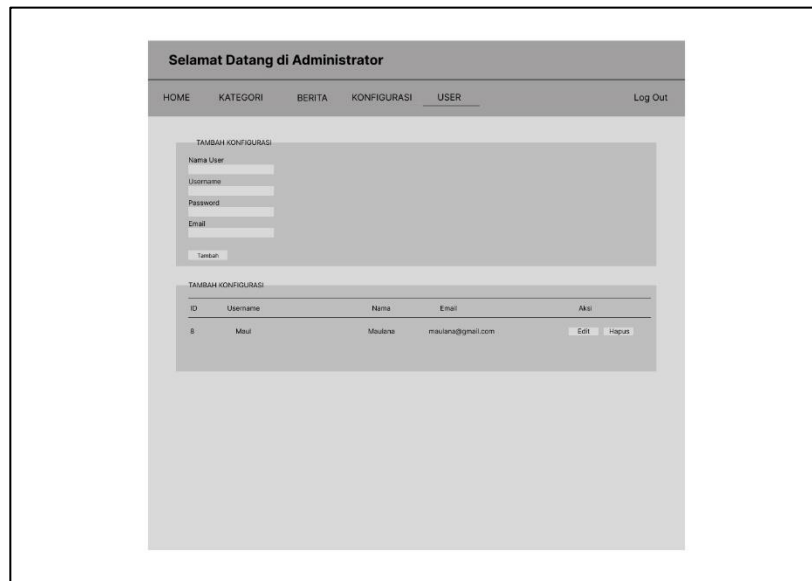 Selamat Datang di Administrator
HOME KATEGORI BERITA KONFIGURASI USER Log Out
TAMBAH KONFIGURASI
Nama User
Username
Password
Email
Tambah
TAMBAH KONFIGURASI
ID Username Nama Email Aksi
Maul Maulana maulana@gmail.com Edit Hapus